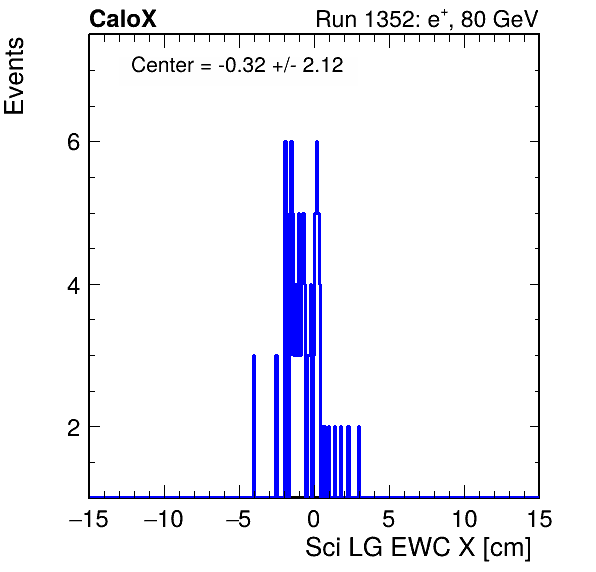 CaloX Run 1352: e⁺, 80 GeV
Center = -0.32 +/- 2.12
Events
6
4
2
−15 −10 −5 0 5 10 15
Sci LG EWC X [cm]